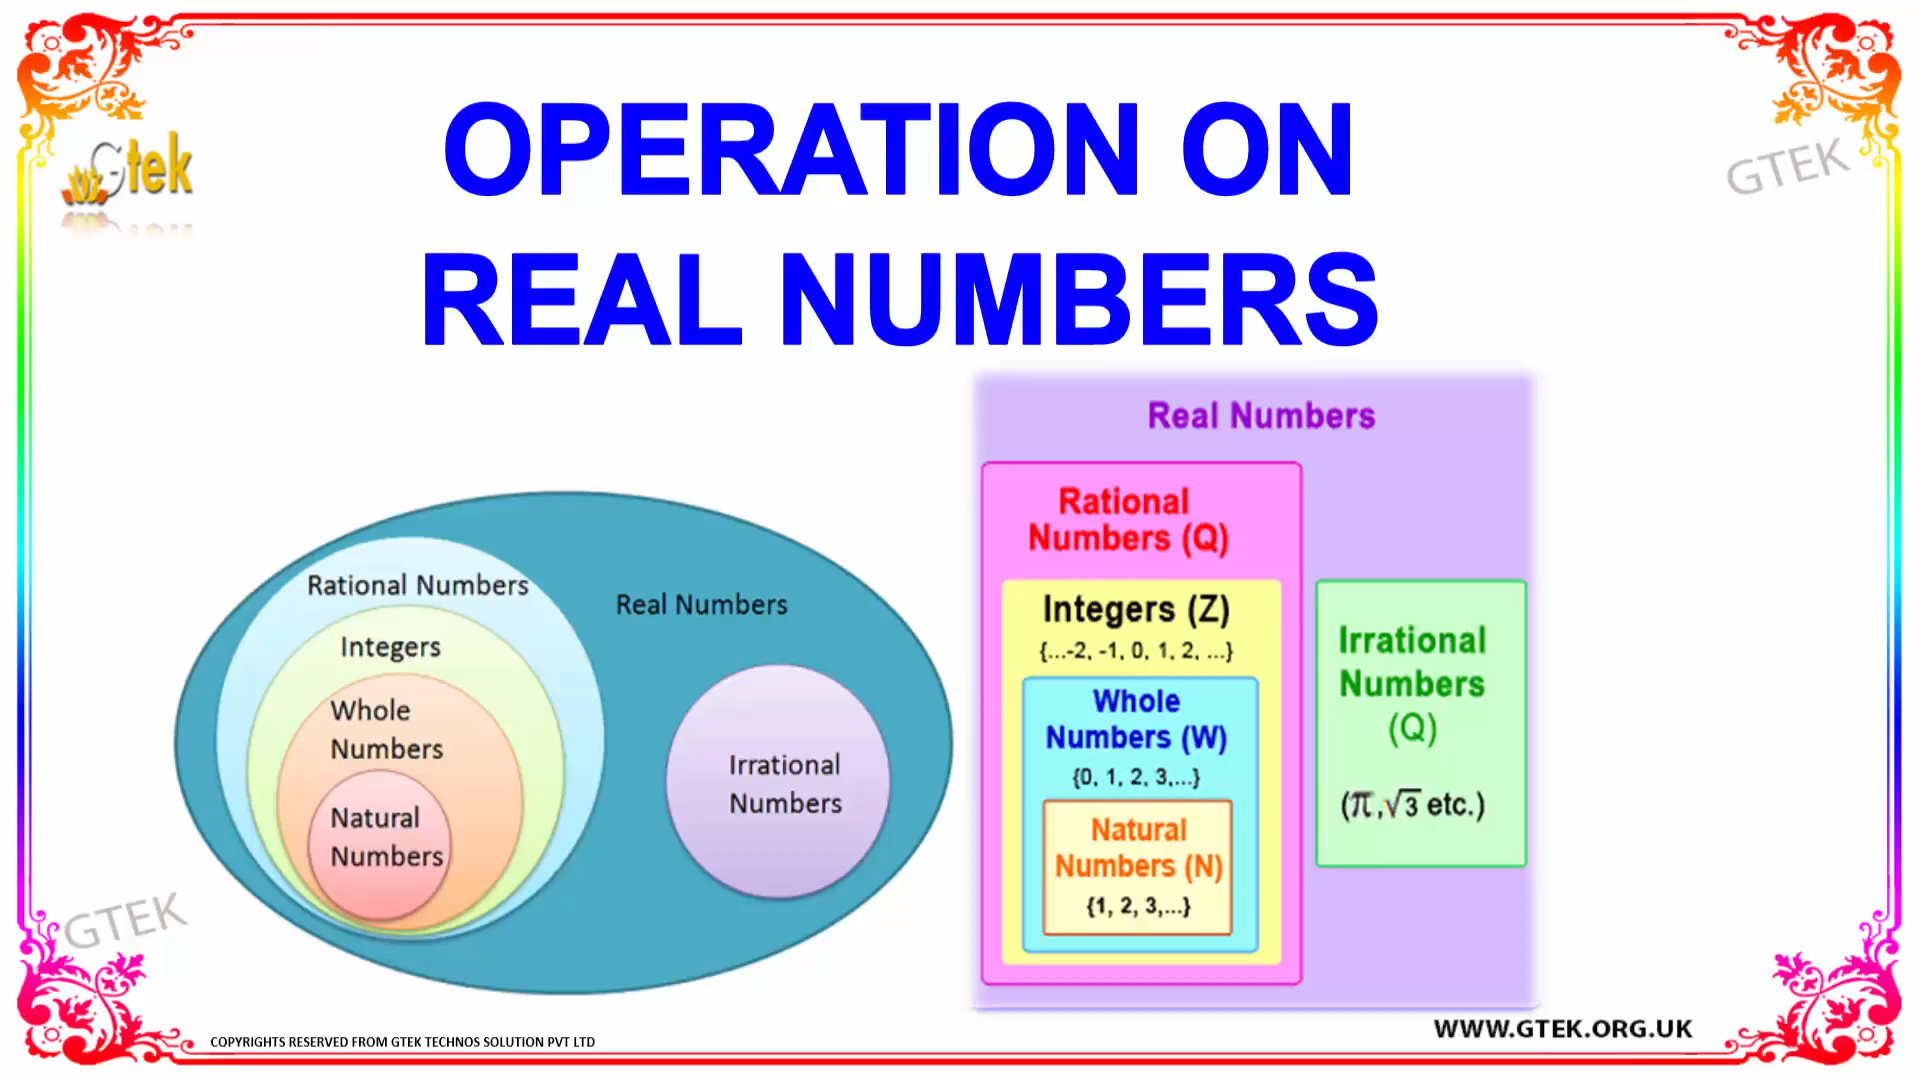 Gtek
GTEK
OPERATION ON
REAL NUMBERS
Rational Numbers
Real Numbers
Integers
Whole
Numbers
Natural
Numbers
Irrational
Numbers
Real Numbers
Rational
Numbers (Q)
Integers (Z)
{...-2, -1, 0, 1, 2, ...}
Whole
Numbers (W)
{0, 1, 2, 3,...}
Natural
Numbers (N)
{1, 2, 3,...}
Irrational
Numbers
(Q)
(π,√3 etc.)
GTEK
COPYRIGHTS RESERVED FROM GTEK TECHNOS SOLUTION PVT LTD
WWW.GTEK.ORG.UK